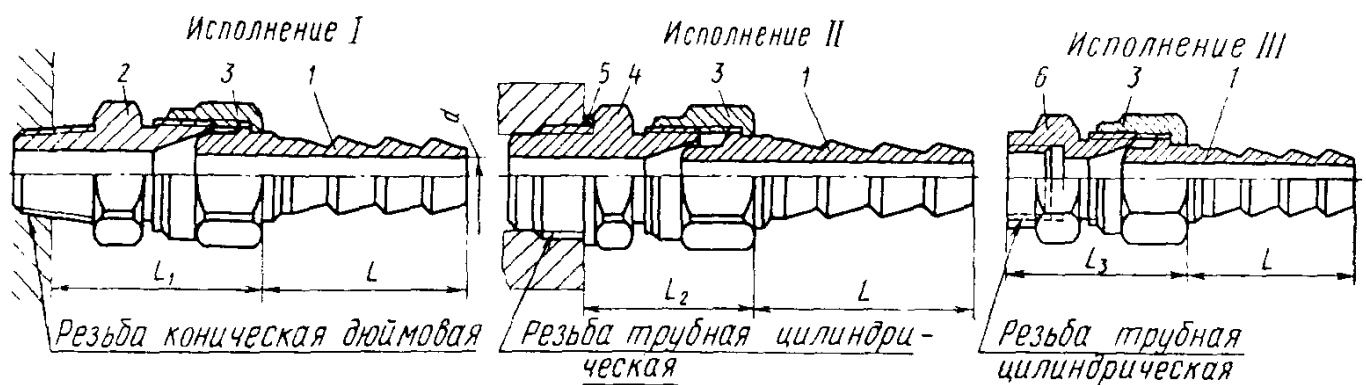 Исполнение I
2 3 1 d
L₁ L
Резьба коническая дюймовая
Исполнение II
5 4 3 1
L₂ L
Резьба трубная цилиндри-
ческая
Исполнение III
6 3 1
L₃ L
Резьба трубная
цилиндрическая